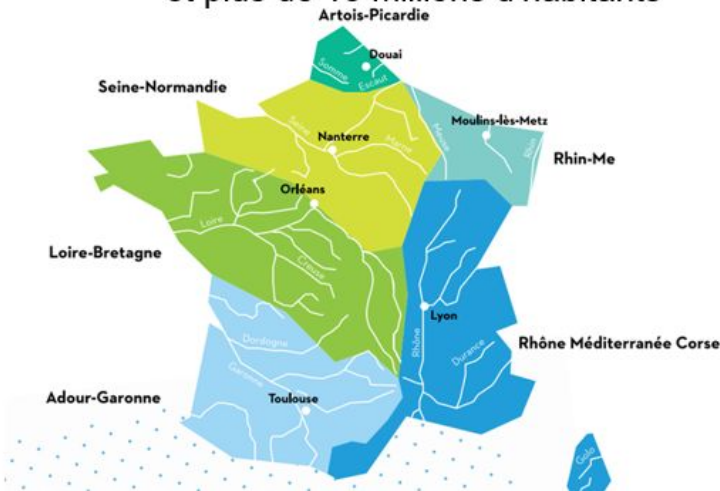 Artois-Picardie
Douai
Somme
Escaut
Seine-Normandie
Seine
Nanterre
Marne
Meuse
Moulins-lès-Metz
Rhin
Rhin-Me
Orléans
Loire
Loire-Bretagne
Creuse
Lyon
Rhône
Durance
Rhône Méditerranée Corse
Dordogne
Garonne
Adour-Garonne
Toulouse
Golo